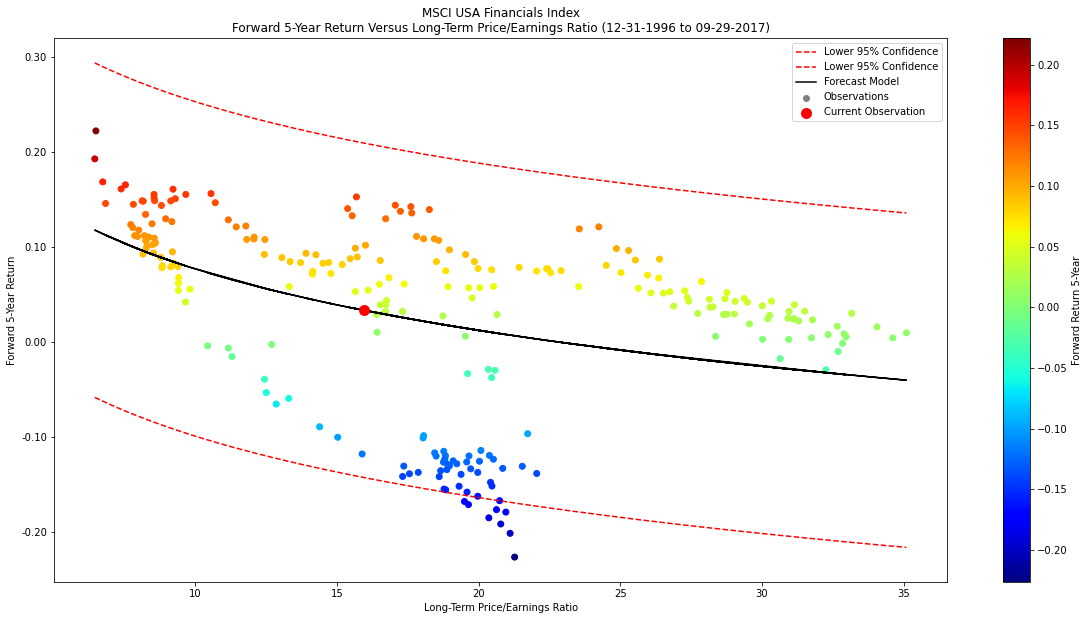 MSCI USA Financials Index
Forward 5-Year Return Versus Long-Term Price/Earnings Ratio (12-31-1996 to 09-29-2017)
Lower 95% Confidence
Lower 95% Confidence
Forecast Model
Observations
Current Observation
0.30
0.20
0.10
0.00
−0.10
−0.20
Forward 5-Year Return
10
15
20
25
30
35
Long-Term Price/Earnings Ratio
0.20
0.15
0.10
0.05
0.00
−0.05
−0.10
−0.15
−0.20
Forward Return 5-Year